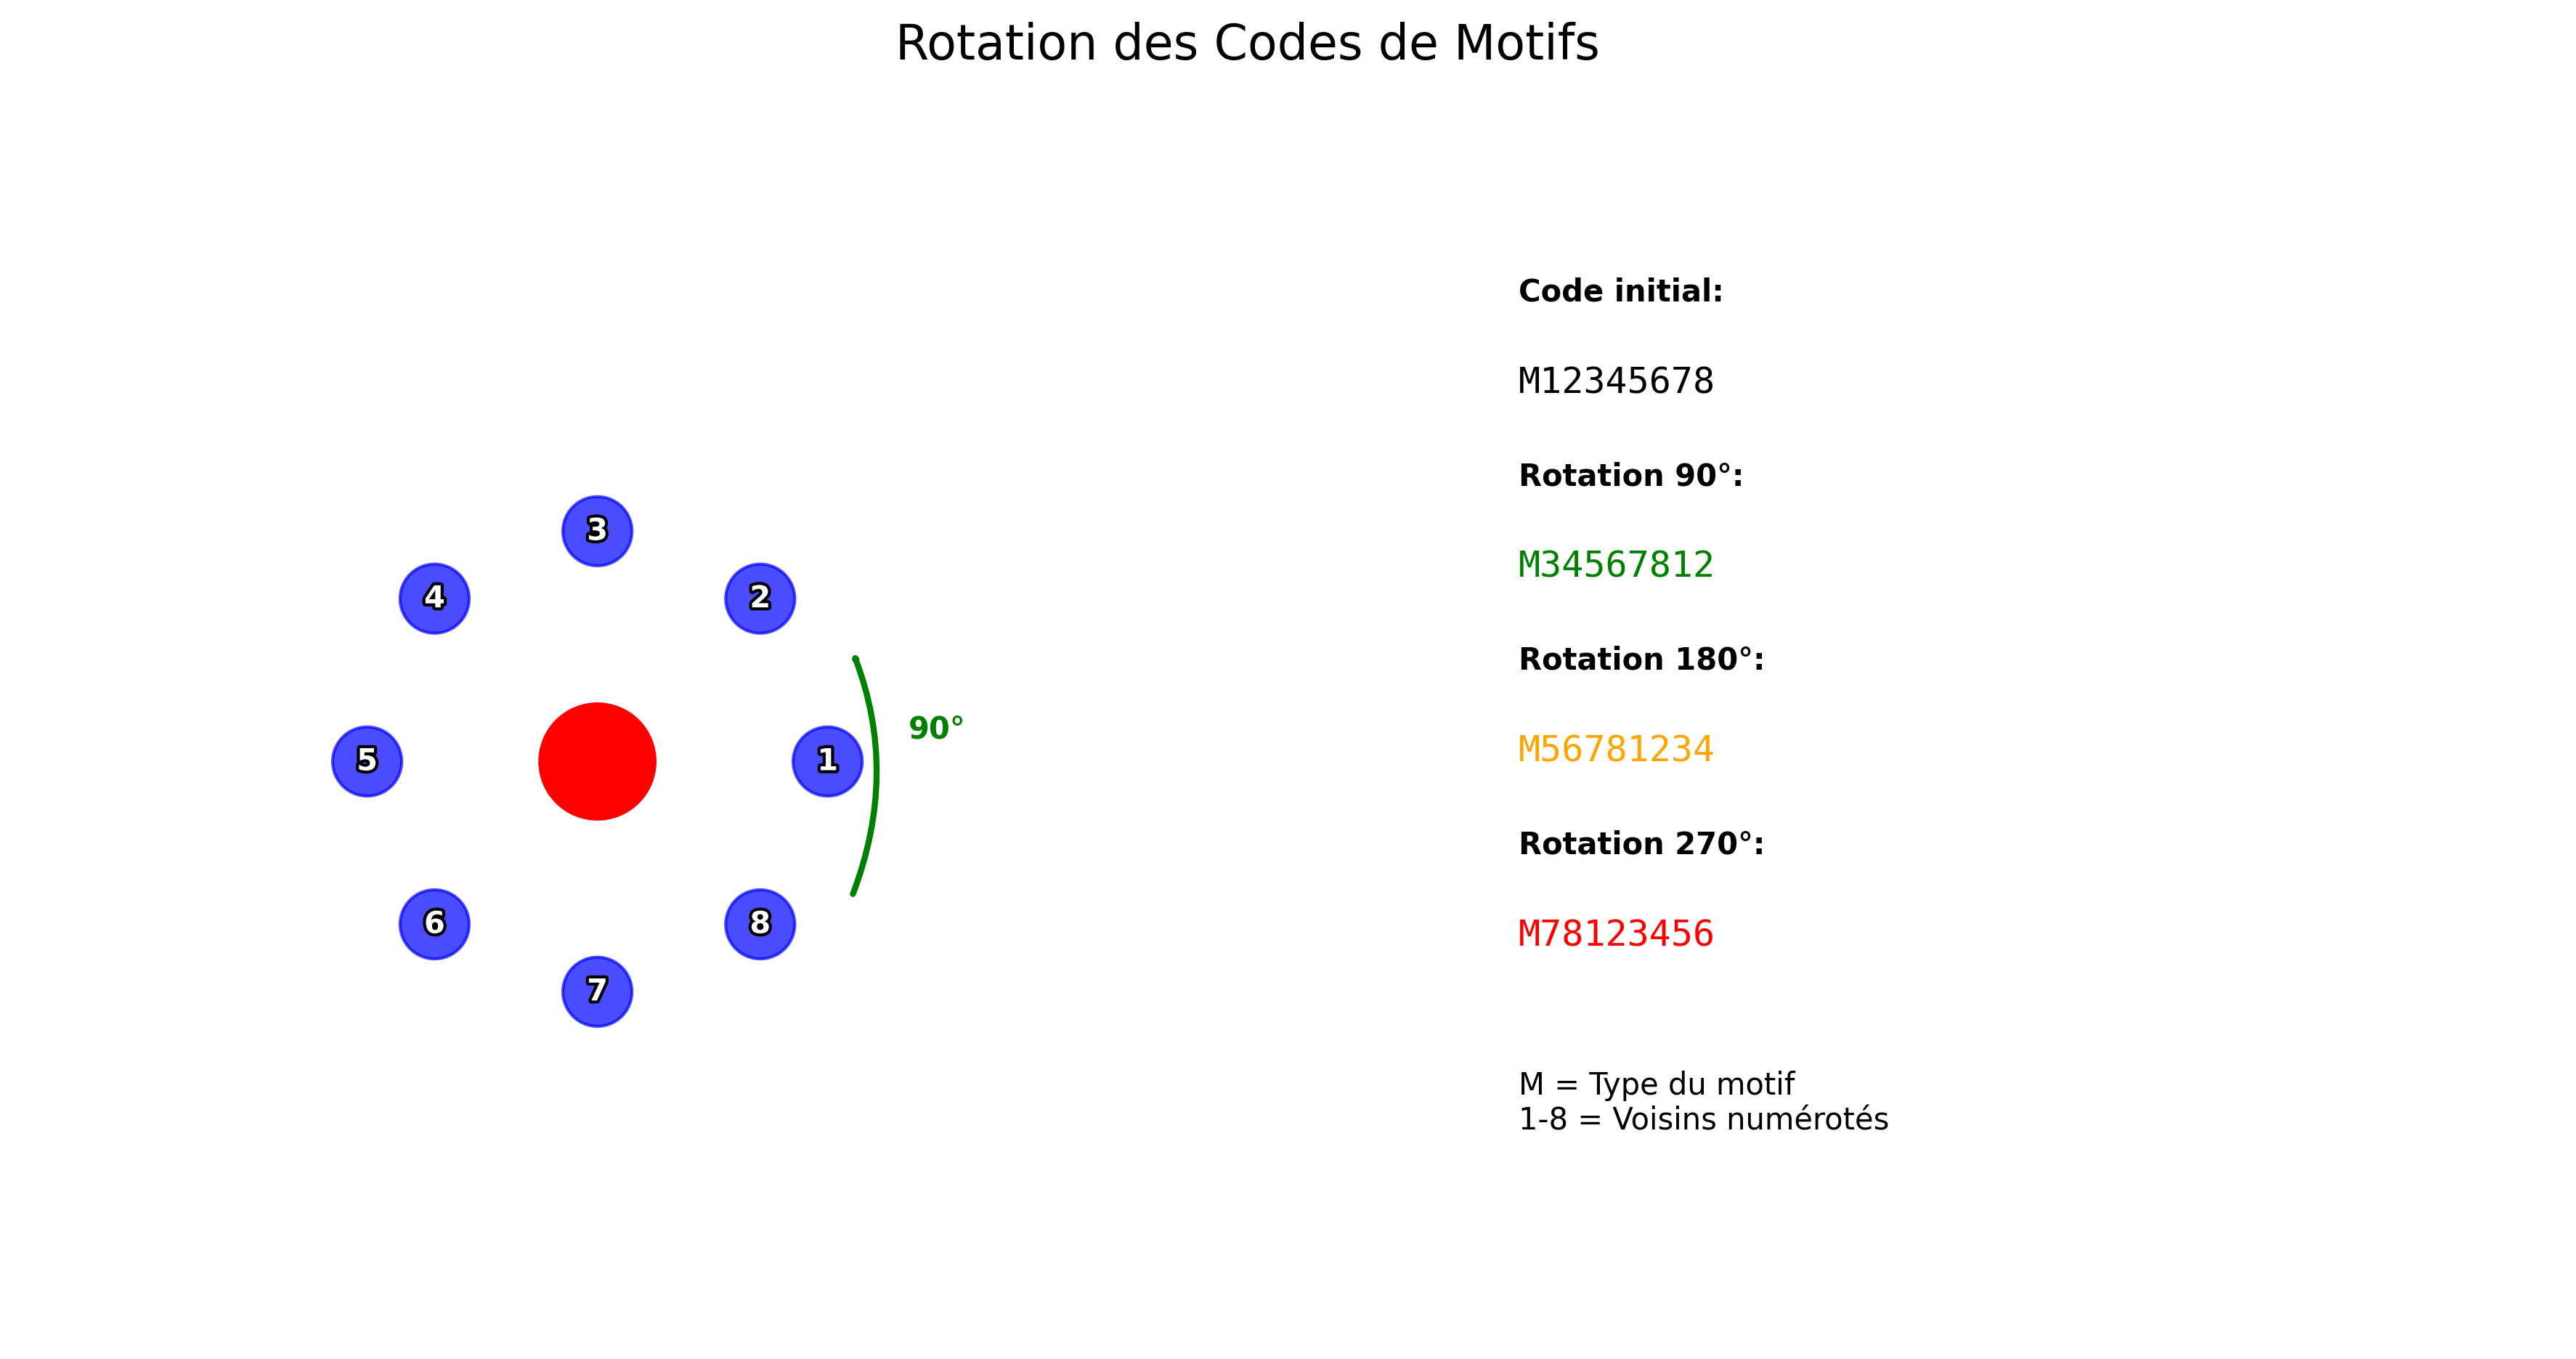 Rotation des Codes de Motifs
3
4
2
90°
5
1
6
8
7
Code initial:
M12345678
Rotation 90°:
M34567812
Rotation 180°:
M56781234
Rotation 270°:
M78123456
M = Type du motif
1-8 = Voisins numérotés